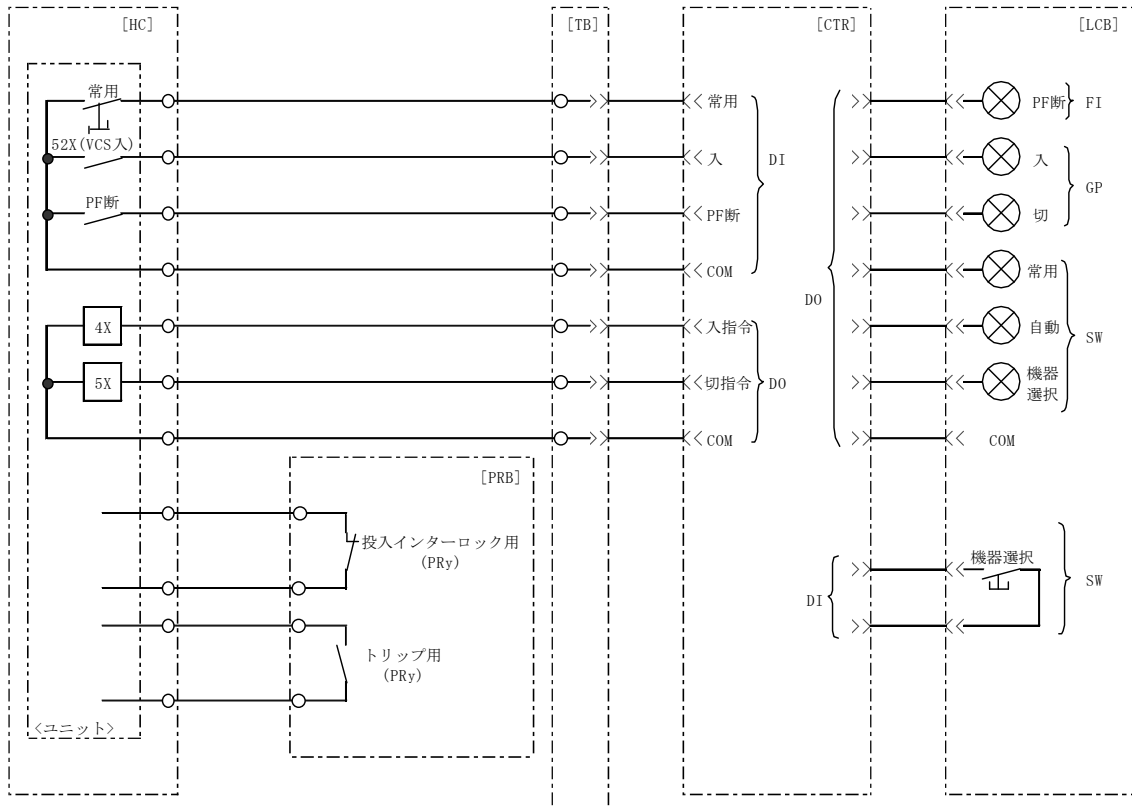 [HC]
[TB]
[CTR]
[LCB]
常用
52X(VCS入)
PF断
4X
5X
常用
入
PF断
COM
DI
入指令
切指令
COM
DO
DO
PF断
FI
入
切
GP
常用
自動
機器
選択
SW
COM
[PRB]
投入インターロック用
(PRy)
トリップ用
(PRy)
<ユニット>
DI
機器選択
SW